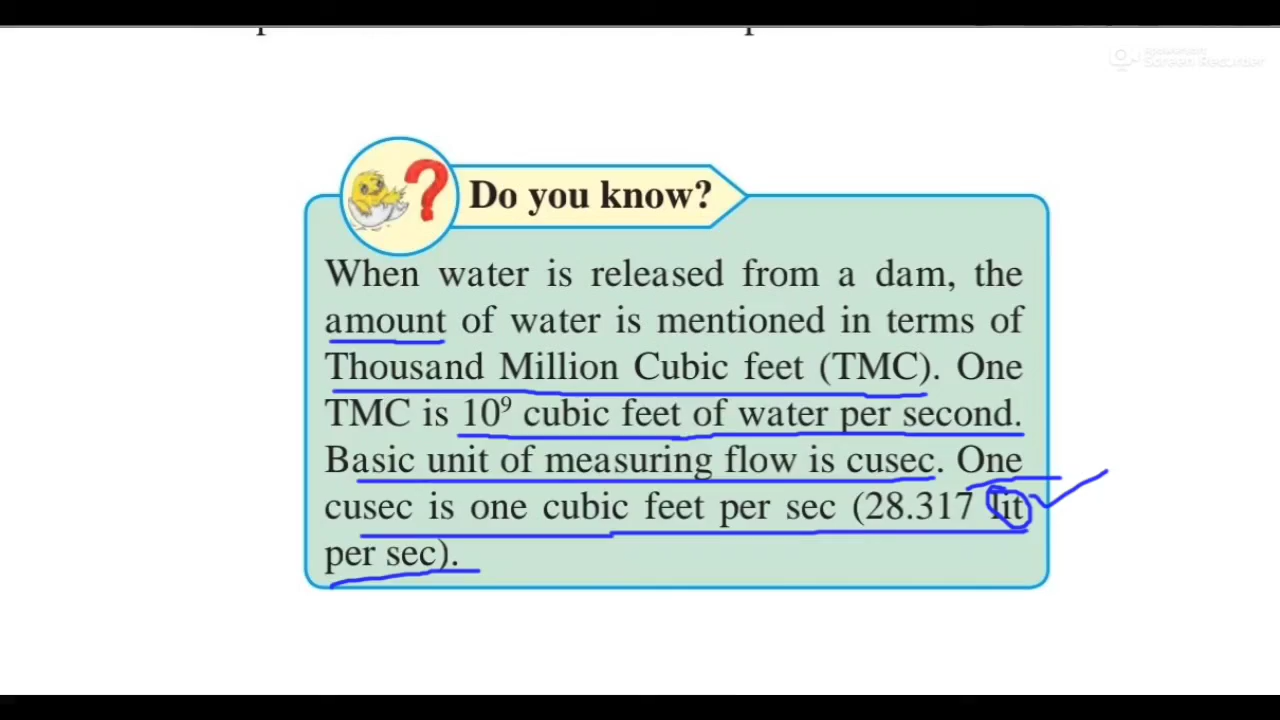 Screen Recorder
Do you know?
When water is released from a dam, the
amount of water is mentioned in terms of
Thousand Million Cubic feet (TMC). One
TMC is 10⁹ cubic feet of water per second.
Basic unit of measuring flow is cusec. One
cusec is one cubic feet per sec (28.317 lit
per sec).